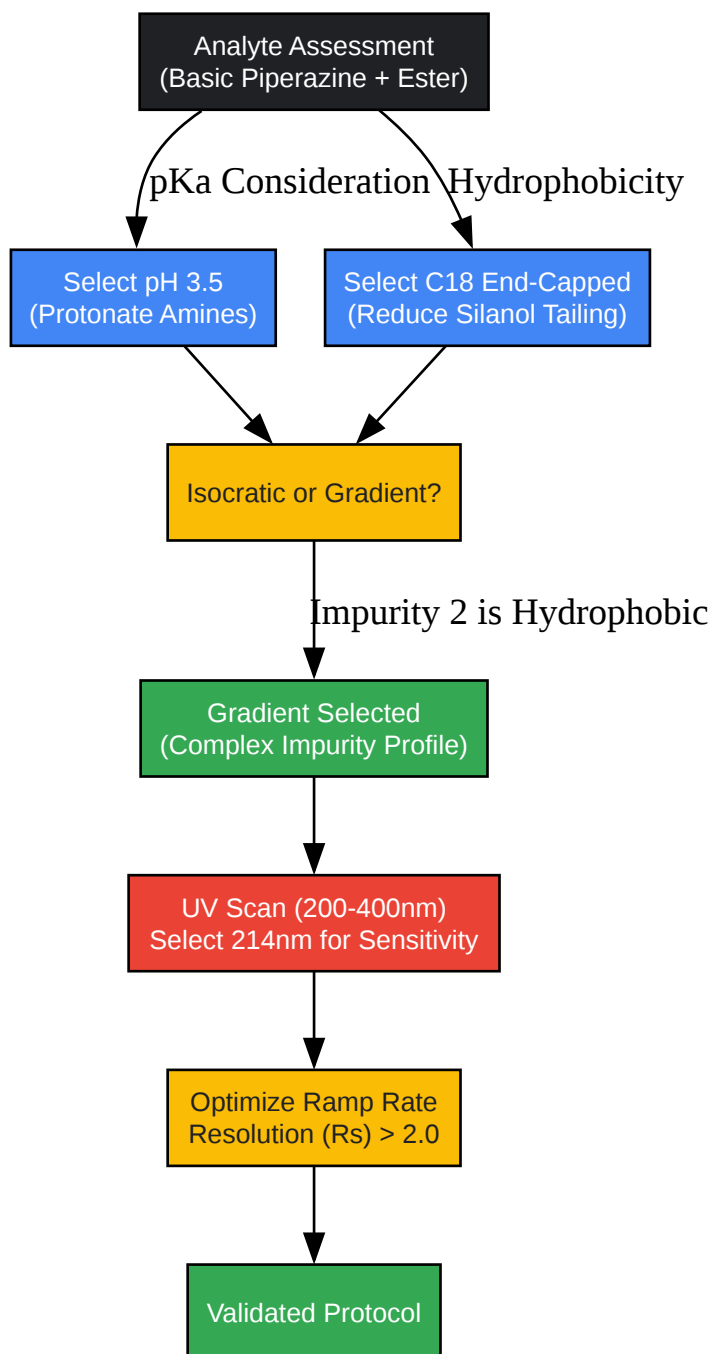 Analyte Assessment
(Basic Piperazine + Ester)
pKa Consideration
Hydrophobicity
Select pH 3.5
(Protonate Amines)
Select C18 End-Capped
(Reduce Silanol Tailing)
Isocratic or Gradient?
Impurity 2 is Hydrophobic
Gradient Selected
(Complex Impurity Profile)
UV Scan (200-400nm)
Select 214nm for Sensitivity
Optimize Ramp Rate
Resolution (Rs) > 2.0
Validated Protocol